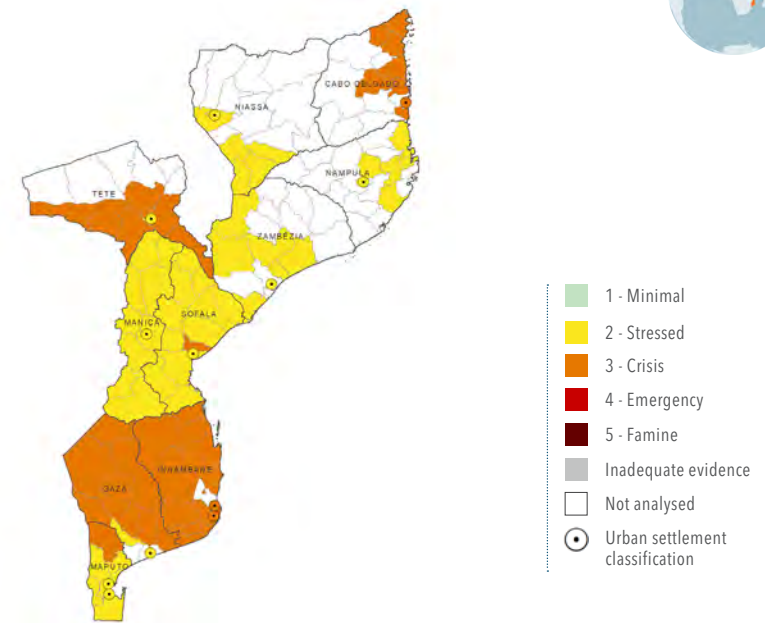 CABO DELGADO
NIASSA
NAMPULA
TETE
ZAMBÉZIA
SOFALA
MANICA
INHAMBANE
GAZA
MAPUTO
1 - Minimal
2 - Stressed
3 - Crisis
4 - Emergency
5 - Famine
Inadequate evidence
Not analysed
Urban settlement
classification